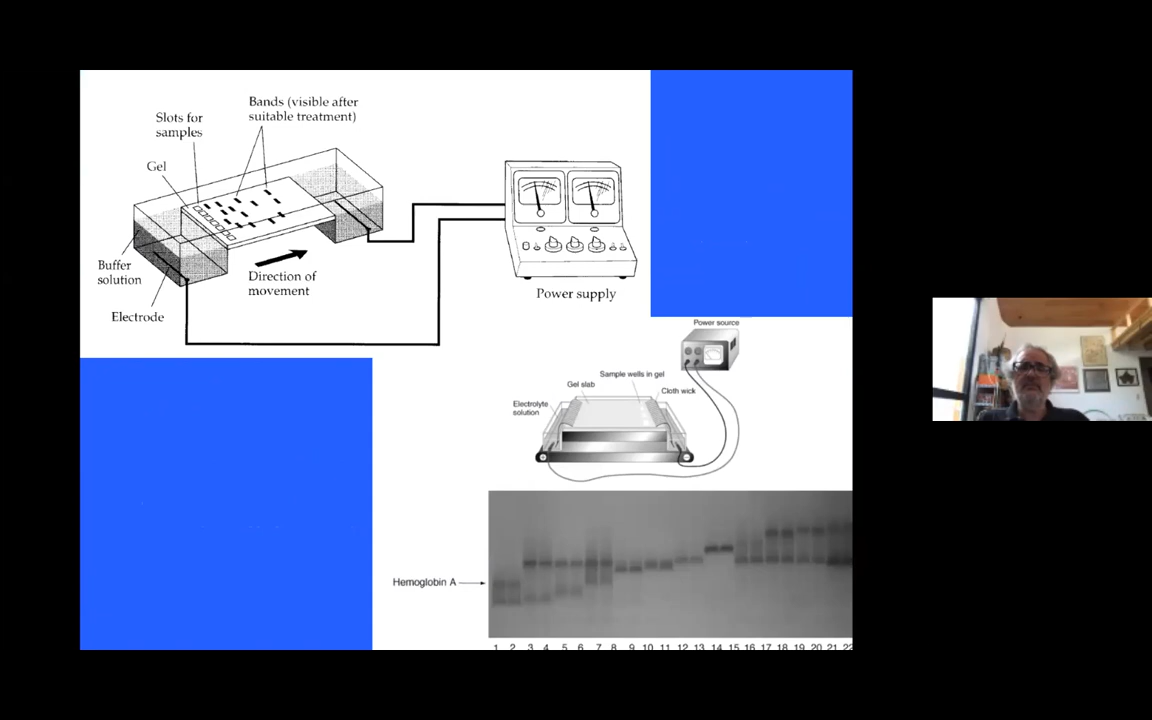 Bands (visible after
suitable treatment)
Slots for
samples
Gel
Buffer
solution
Direction of
movement
Electrode
Power supply
Power source
Sample wells in gel
Gel slab
Cloth wick
Electrolyte
solution
Hemoglobin A
1 2 3 4 5 6 7 8 9 10 11 12 13 14 15 16 17 18 19 20 21 22